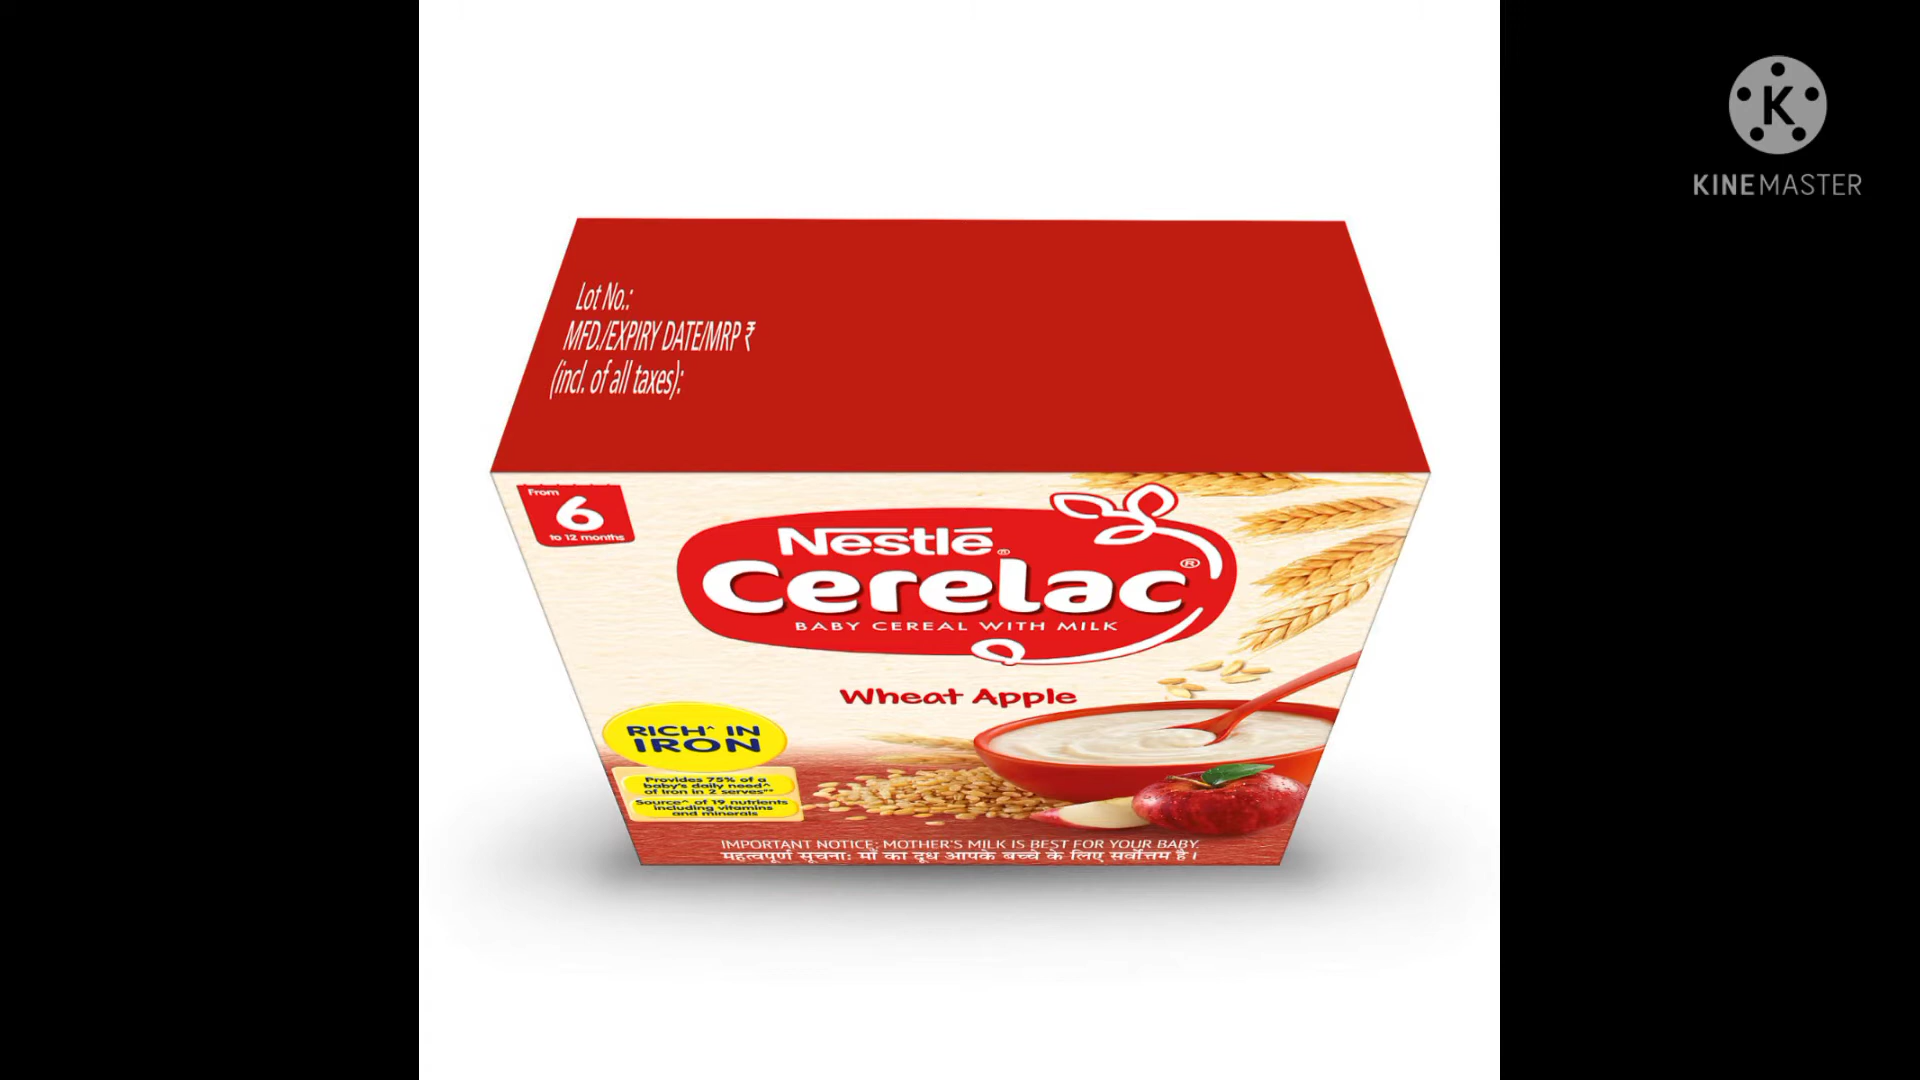 K
KINEMASTER
Lot No.:
MFD./EXPIRY DATE/MRP ₹
(incl. of all taxes):
From
6
to 12 months
Nestlé®
Cerelac®
BABY CEREAL WITH MILK
Wheat Apple
RICH^ IN
IRON
Provides 75% of a
baby's daily need^
of iron in 2 serves**
Source^ of 19 nutrients
including vitamins
and minerals
IMPORTANT NOTICE: MOTHER'S MILK IS BEST FOR YOUR BABY.
महत्वपूर्ण सूचनाः माँ का दूध आपके बच्चे के लिए सर्वोत्तम है।